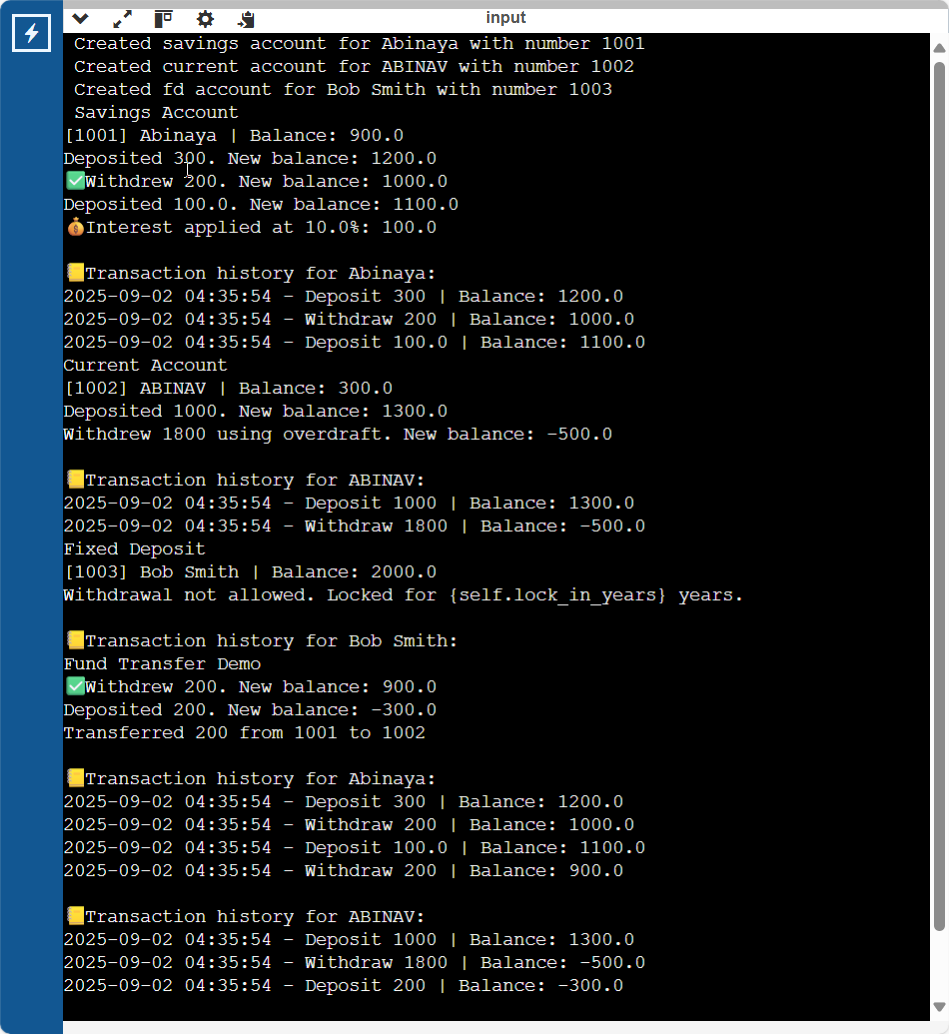 input
Created savings account for Abinaya with number 1001
Created current account for ABINAV with number 1002
Created fd account for Bob Smith with number 1003
Savings Account
[1001] Abinaya | Balance: 900.0
Deposited 300. New balance: 1200.0
✅Withdrew 200. New balance: 1000.0
Deposited 100.0. New balance: 1100.0
💰Interest applied at 10.0%: 100.0
📒Transaction history for Abinaya:
2025-09-02 04:35:54 - Deposit 300 | Balance: 1200.0
2025-09-02 04:35:54 - Withdraw 200 | Balance: 1000.0
2025-09-02 04:35:54 - Deposit 100.0 | Balance: 1100.0
Current Account
[1002] ABINAV | Balance: 300.0
Deposited 1000. New balance: 1300.0
Withdrew 1800 using overdraft. New balance: -500.0
📒Transaction history for ABINAV:
2025-09-02 04:35:54 - Deposit 1000 | Balance: 1300.0
2025-09-02 04:35:54 - Withdraw 1800 | Balance: -500.0
Fixed Deposit
[1003] Bob Smith | Balance: 2000.0
Withdrawal not allowed. Locked for {self.lock_in_years} years.
📒Transaction history for Bob Smith:
Fund Transfer Demo
✅Withdrew 200. New balance: 900.0
Deposited 200. New balance: -300.0
Transferred 200 from 1001 to 1002
📒Transaction history for Abinaya:
2025-09-02 04:35:54 - Deposit 300 | Balance: 1200.0
2025-09-02 04:35:54 - Withdraw 200 | Balance: 1000.0
2025-09-02 04:35:54 - Deposit 100.0 | Balance: 1100.0
2025-09-02 04:35:54 - Withdraw 200 | Balance: 900.0
📒Transaction history for ABINAV:
2025-09-02 04:35:54 - Deposit 1000 | Balance: 1300.0
2025-09-02 04:35:54 - Withdraw 1800 | Balance: -500.0
2025-09-02 04:35:54 - Deposit 200 | Balance: -300.0